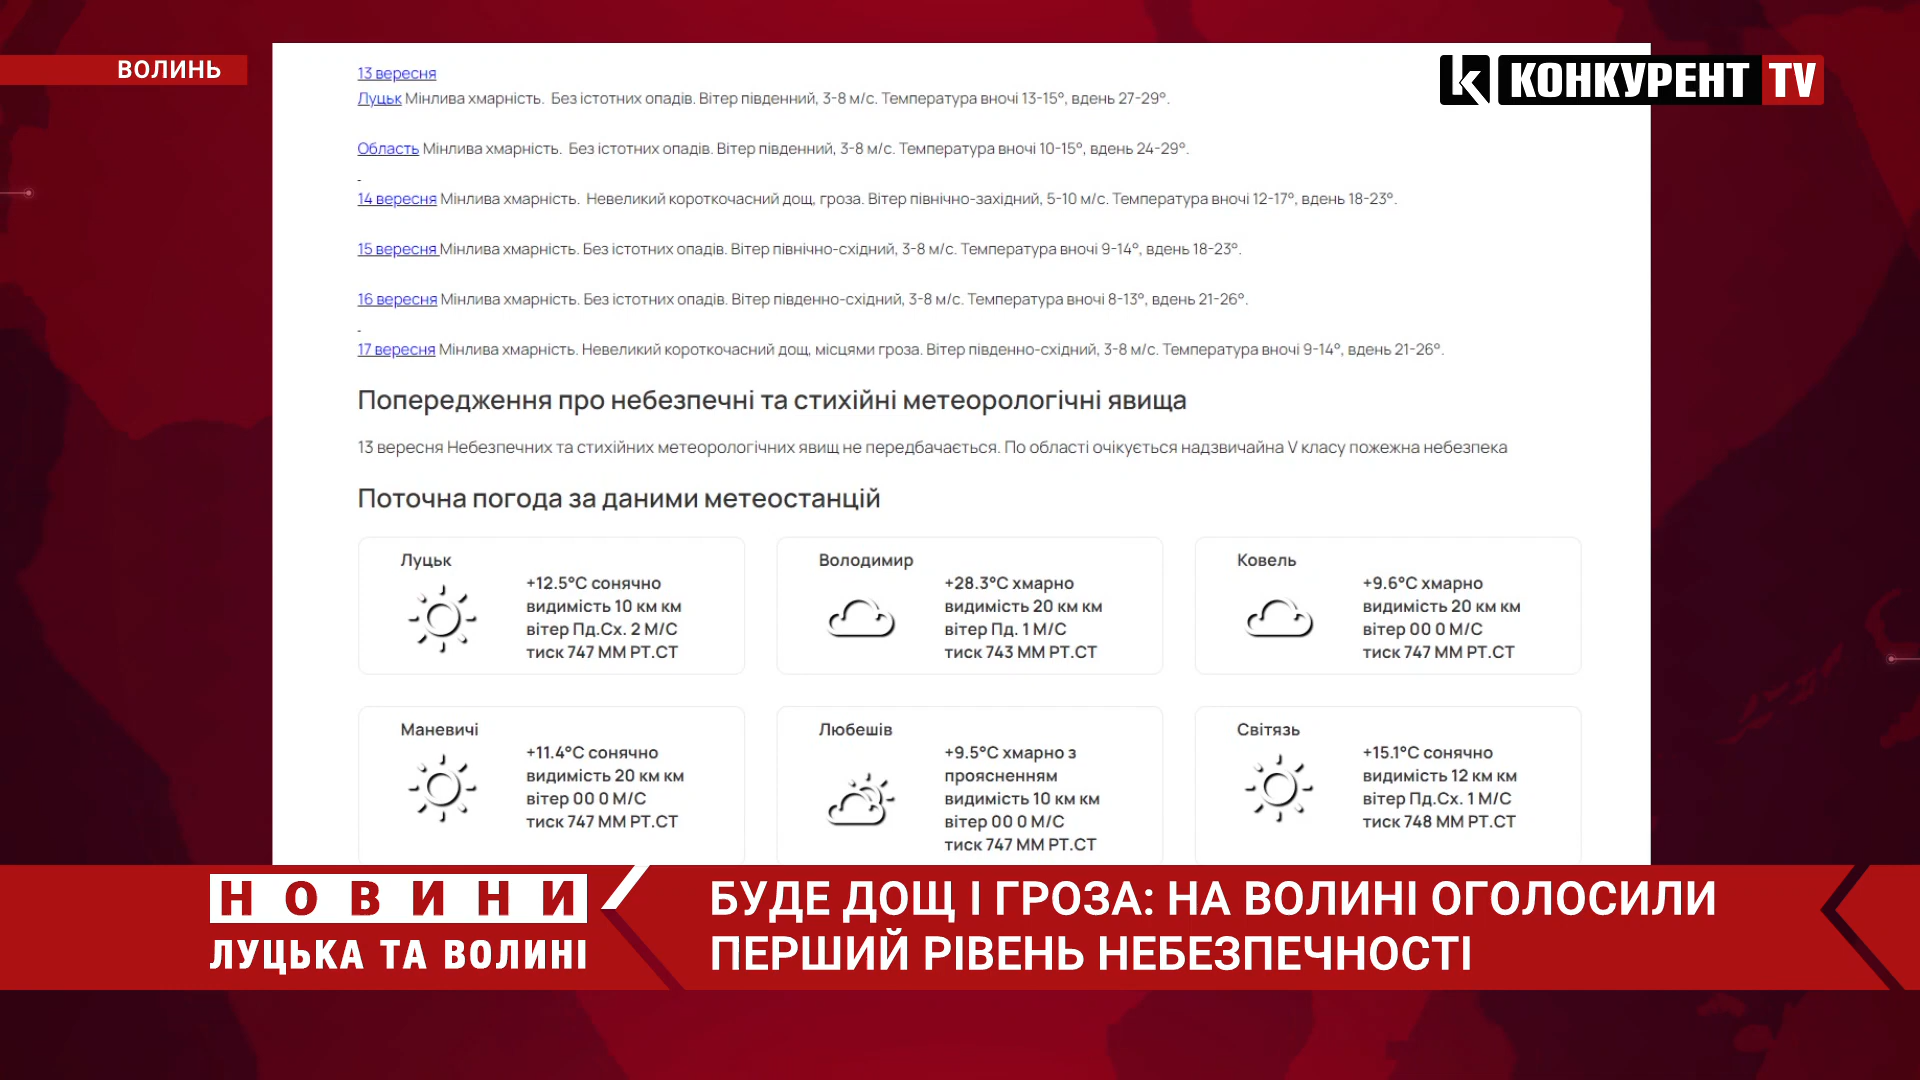 ВОЛИНЬ
КОНКУРЕНТ TV
13 вересня
Луцьк Мінлива хмарність. Без істотних опадів. Вітер південний, 3-8 м/с. Температура вночі 13-15°, вдень 27-29°.
Область Мінлива хмарність. Без істотних опадів. Вітер південний, 3-8 м/с. Температура вночі 10-15°, вдень 24-29°.
14 вересня Мінлива хмарність. Невеликий короткочасний дощ, гроза. Вітер північно-західний, 5-10 м/с. Температура вночі 12-17°, вдень 18-23°.
15 вересня Мінлива хмарність. Без істотних опадів. Вітер північно-східний, 3-8 м/с. Температура вночі 9-14°, вдень 18-23°.
16 вересня Мінлива хмарність. Без істотних опадів. Вітер південно-східний, 3-8 м/с. Температура вночі 8-13°, вдень 21-26°.
17 вересня Мінлива хмарність. Невеликий короткочасний дощ, місцями гроза. Вітер південно-східний, 3-8 м/с. Температура вночі 9-14°, вдень 21-26°.
Попередження про небезпечні та стихійні метеорологічні явища
13 вересня Небезпечних та стихійних метеорологічних явищ не передбачається. По області очікується надзвичайна V класу пожежна небезпека
Поточна погода за даними метеостанцій
Луцьк
+12.5°C сонячно
видимість 10 км км
вітер Пд.Сх. 2 М/С
тиск 747 ММ РТ.СТ
Володимир
+28.3°C хмарно
видимість 20 км км
вітер Пд. 1 М/С
тиск 743 ММ РТ.СТ
Ковель
+9.6°C хмарно
видимість 20 км км
вітер 00 0 М/С
тиск 747 ММ РТ.СТ
Маневичі
+11.4°C сонячно
видимість 20 км км
вітер 00 0 М/С
тиск 747 ММ РТ.СТ
Любешів
+9.5°C хмарно з
проясненням
видимість 10 км км
вітер 00 0 М/С
тиск 747 ММ РТ.СТ
Світязь
+15.1°C сонячно
видимість 12 км км
вітер Пд.Сх. 1 М/С
тиск 748 ММ РТ.СТ
НОВИНИ
ЛУЦЬКА ТА ВОЛИНІ
БУДЕ ДОЩ І ГРОЗА: НА ВОЛИНІ ОГОЛОСИЛИ
ПЕРШИЙ РІВЕНЬ НЕБЕЗПЕЧНОСТІ